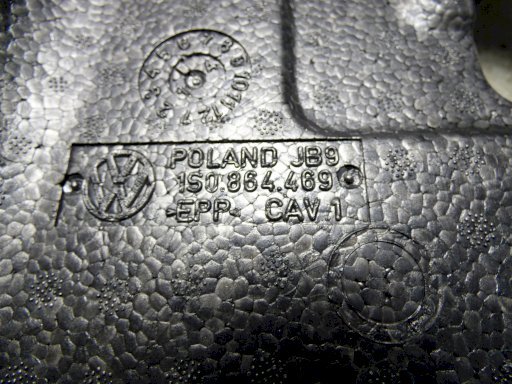 POLAND JB9
1S0.864.469
>EPP< CAV 1